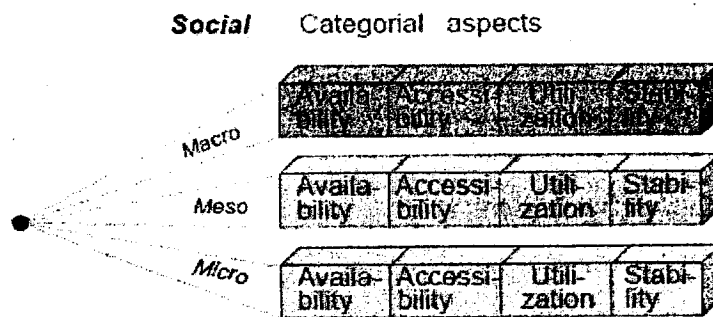 Social Categorial aspects
Macro
Availa- Accessi- Utili- Stabi-
bility bility zation lity
Meso
Availa- Accessi- Utili- Stabi-
bility bility zation lity
Micro
Availa- Accessi- Utili- Stabi-
bility bility zation lity